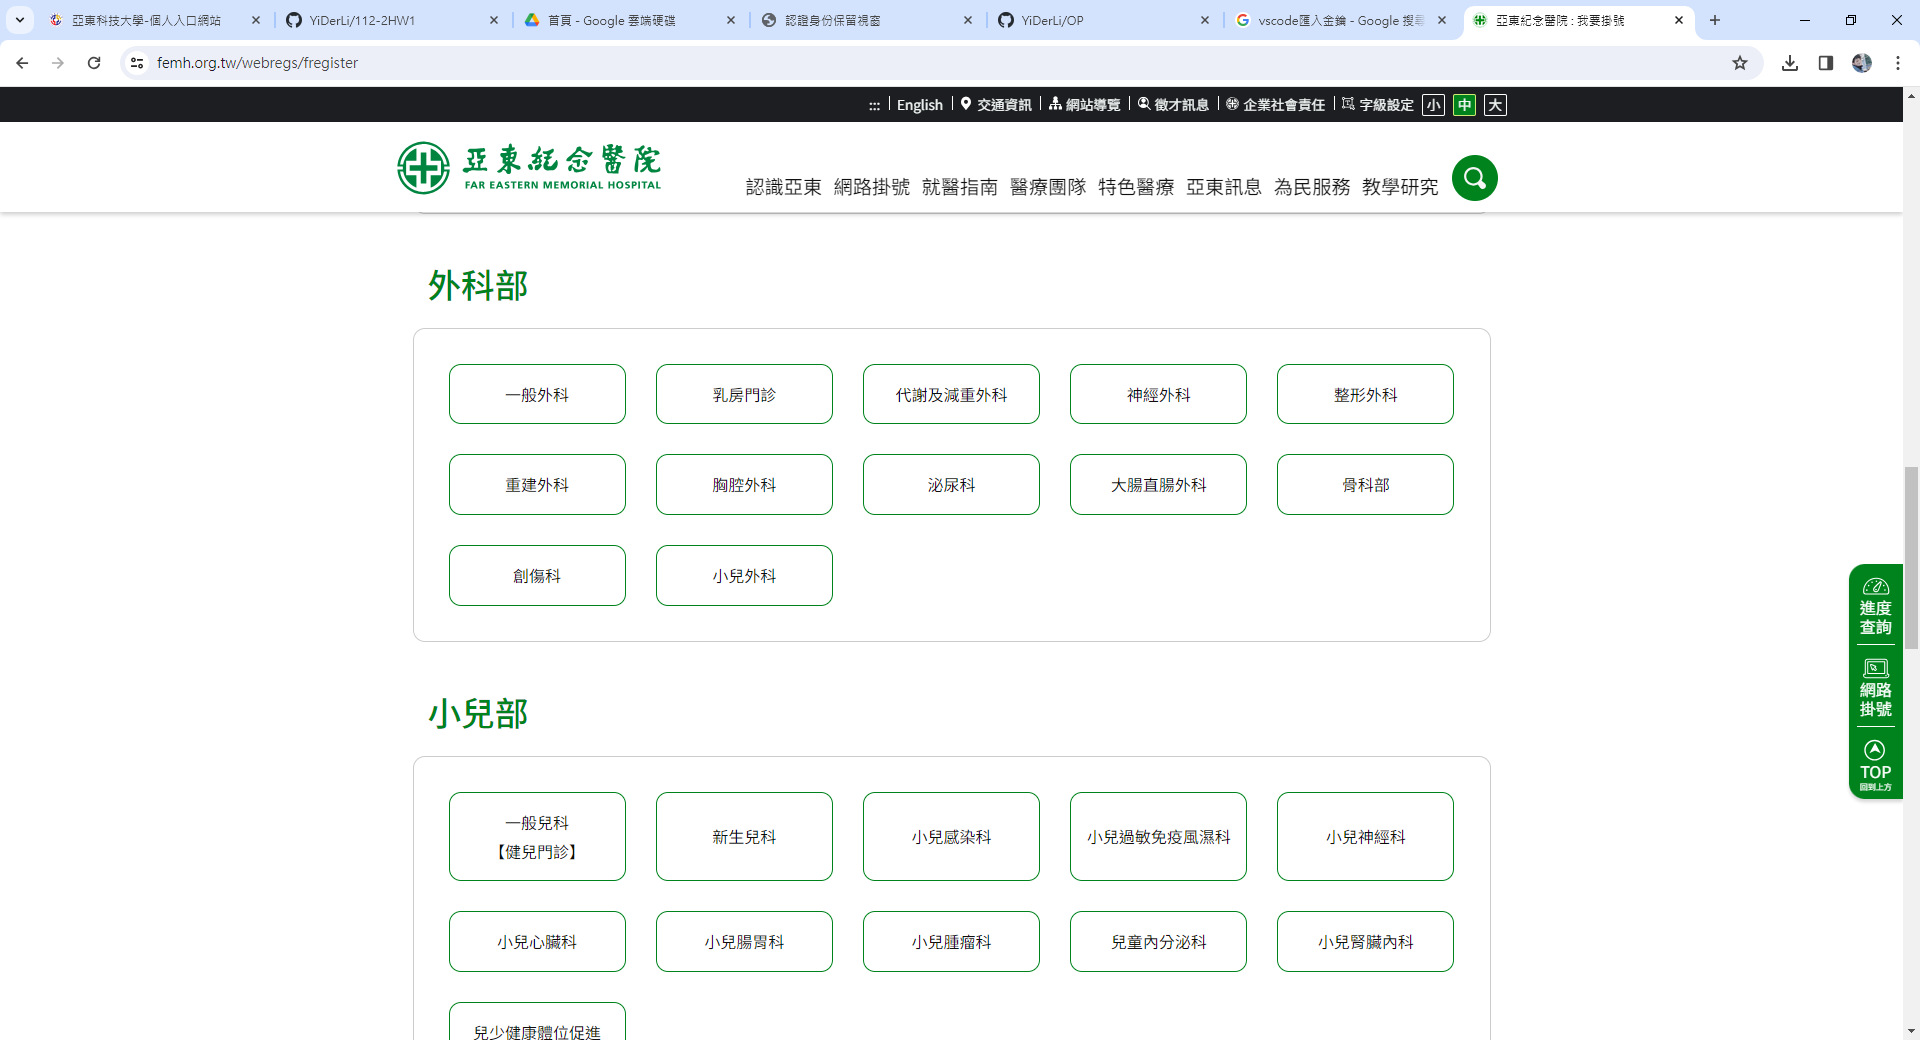 亞東科技大學-個人入口網站
YiDerLi/112-2HW1
首頁 - Google 雲端硬碟
認證身份保留視窗
YiDerLi/OP
vscode匯入金鑰 - Google 搜尋
亞東紀念醫院 : 我要掛號
femh.org.tw/webregs/fregister
:::
English
交通資訊
網站導覽
徵才訊息
企業社會責任
字級設定 小 中 大
亞東紀念醫院
FAR EASTERN MEMORIAL HOSPITAL
認識亞東 網路掛號 就醫指南 醫療團隊 特色醫療 亞東訊息 為民服務 教學研究
外科部
一般外科
乳房門診
代謝及減重外科
神經外科
整形外科
重建外科
胸腔外科
泌尿科
大腸直腸外科
骨科部
創傷科
小兒外科
小兒部
一般兒科
【健兒門診】
新生兒科
小兒感染科
小兒過敏免疫風濕科
小兒神經科
小兒心臟科
小兒腸胃科
小兒腫瘤科
兒童內分泌科
小兒腎臟內科
兒少健康體位促進
進度
查詢
網路
掛號
TOP
回到上方